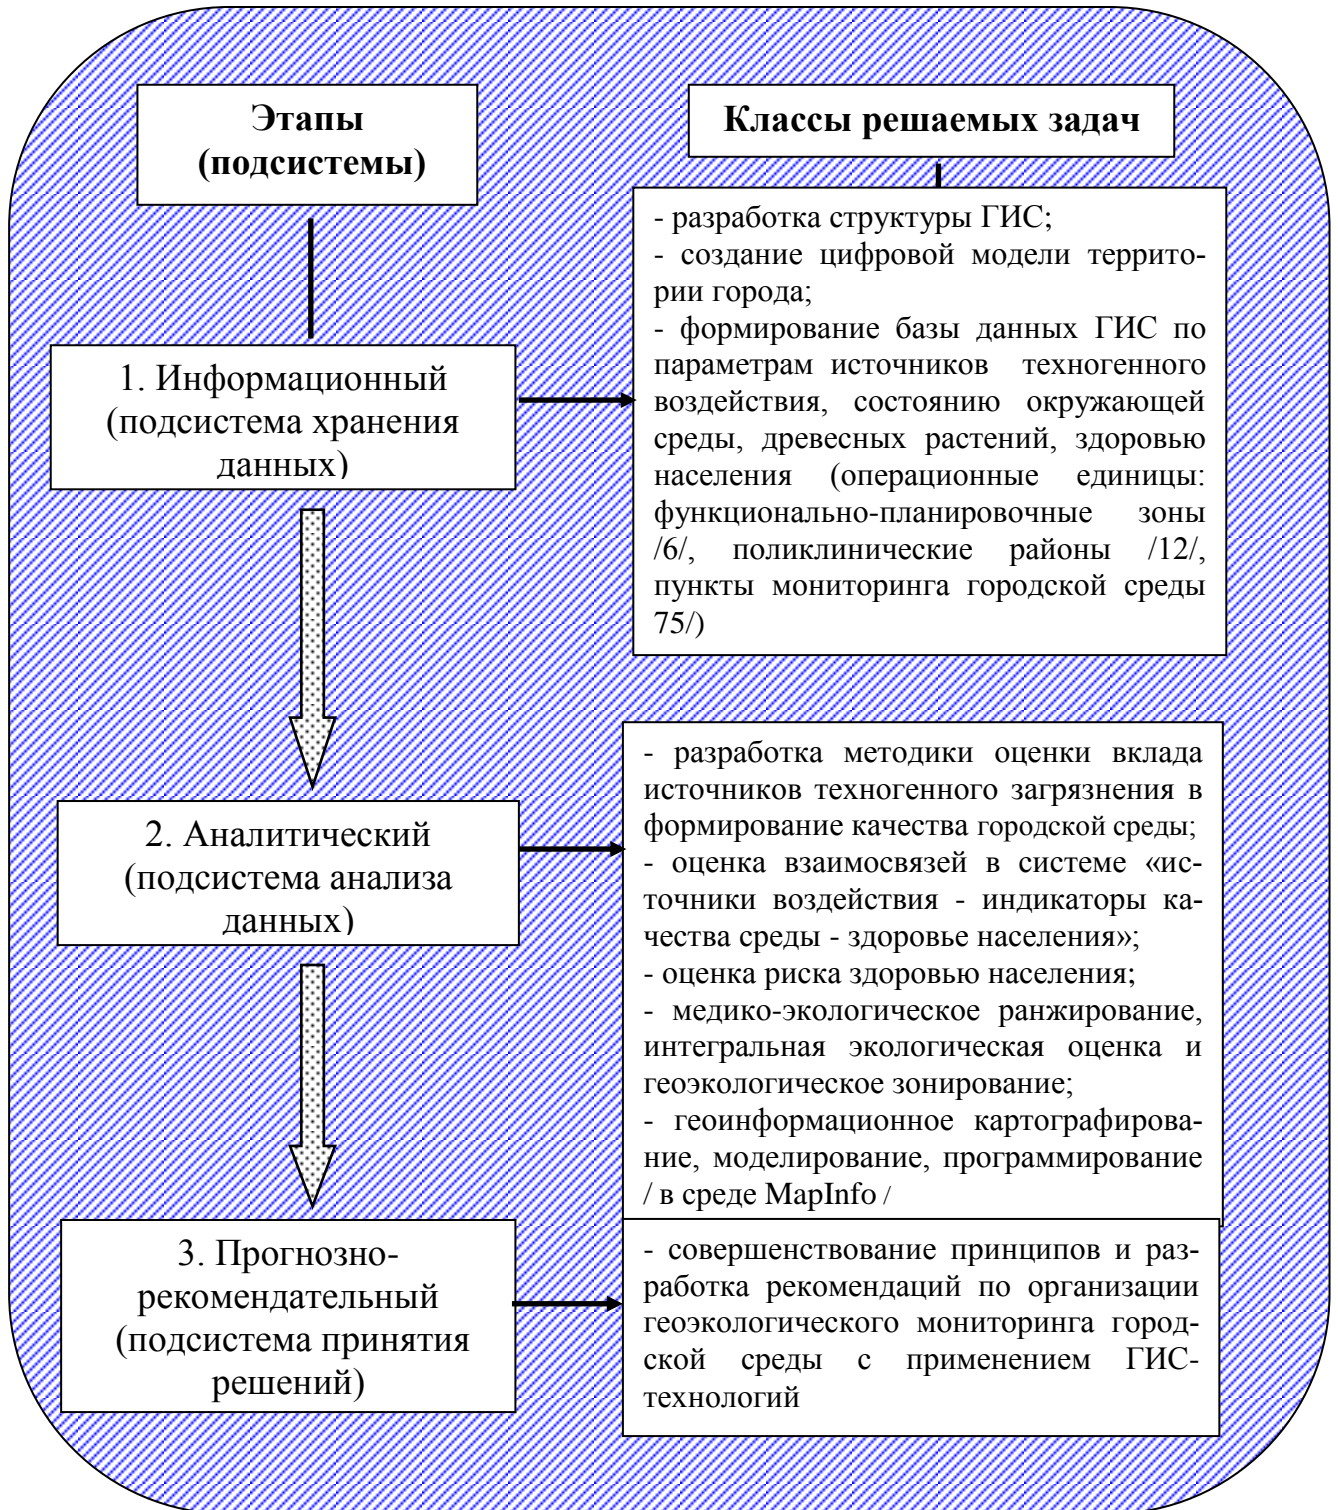 Этапы
(подсистемы)
Классы решаемых задач
1. Информационный
(подсистема хранения
данных)
- разработка структуры ГИС;
- создание цифровой модели террито-
рии города;
- формирование базы данных ГИС по
параметрам источников техногенного
воздействия, состоянию окружающей
среды, древесных растений, здоровью
населения (операционные единицы:
функционально-планировочные зоны
/6/, поликлинические районы /12/,
пункты мониторинга городской среды
75/)
2. Аналитический
(подсистема анализа
данных)
- разработка методики оценки вклада
источников техногенного загрязнения в
формирование качества городской среды;
- оценка взаимосвязей в системе «ис-
точники воздействия - индикаторы ка-
чества среды - здоровье населения»;
- оценка риска здоровью населения;
- медико-экологическое ранжирование,
интегральная экологическая оценка и
геоэкологическое зонирование;
- геоинформационное картографирова-
ние, моделирование, программирование
/ в среде MapInfo /
3. Прогнозно-
рекомендательный
(подсистема принятия
решений)
- совершенствование принципов и раз-
работка рекомендаций по организации
геоэкологического мониторинга город-
ской среды с применением ГИС-
технологий